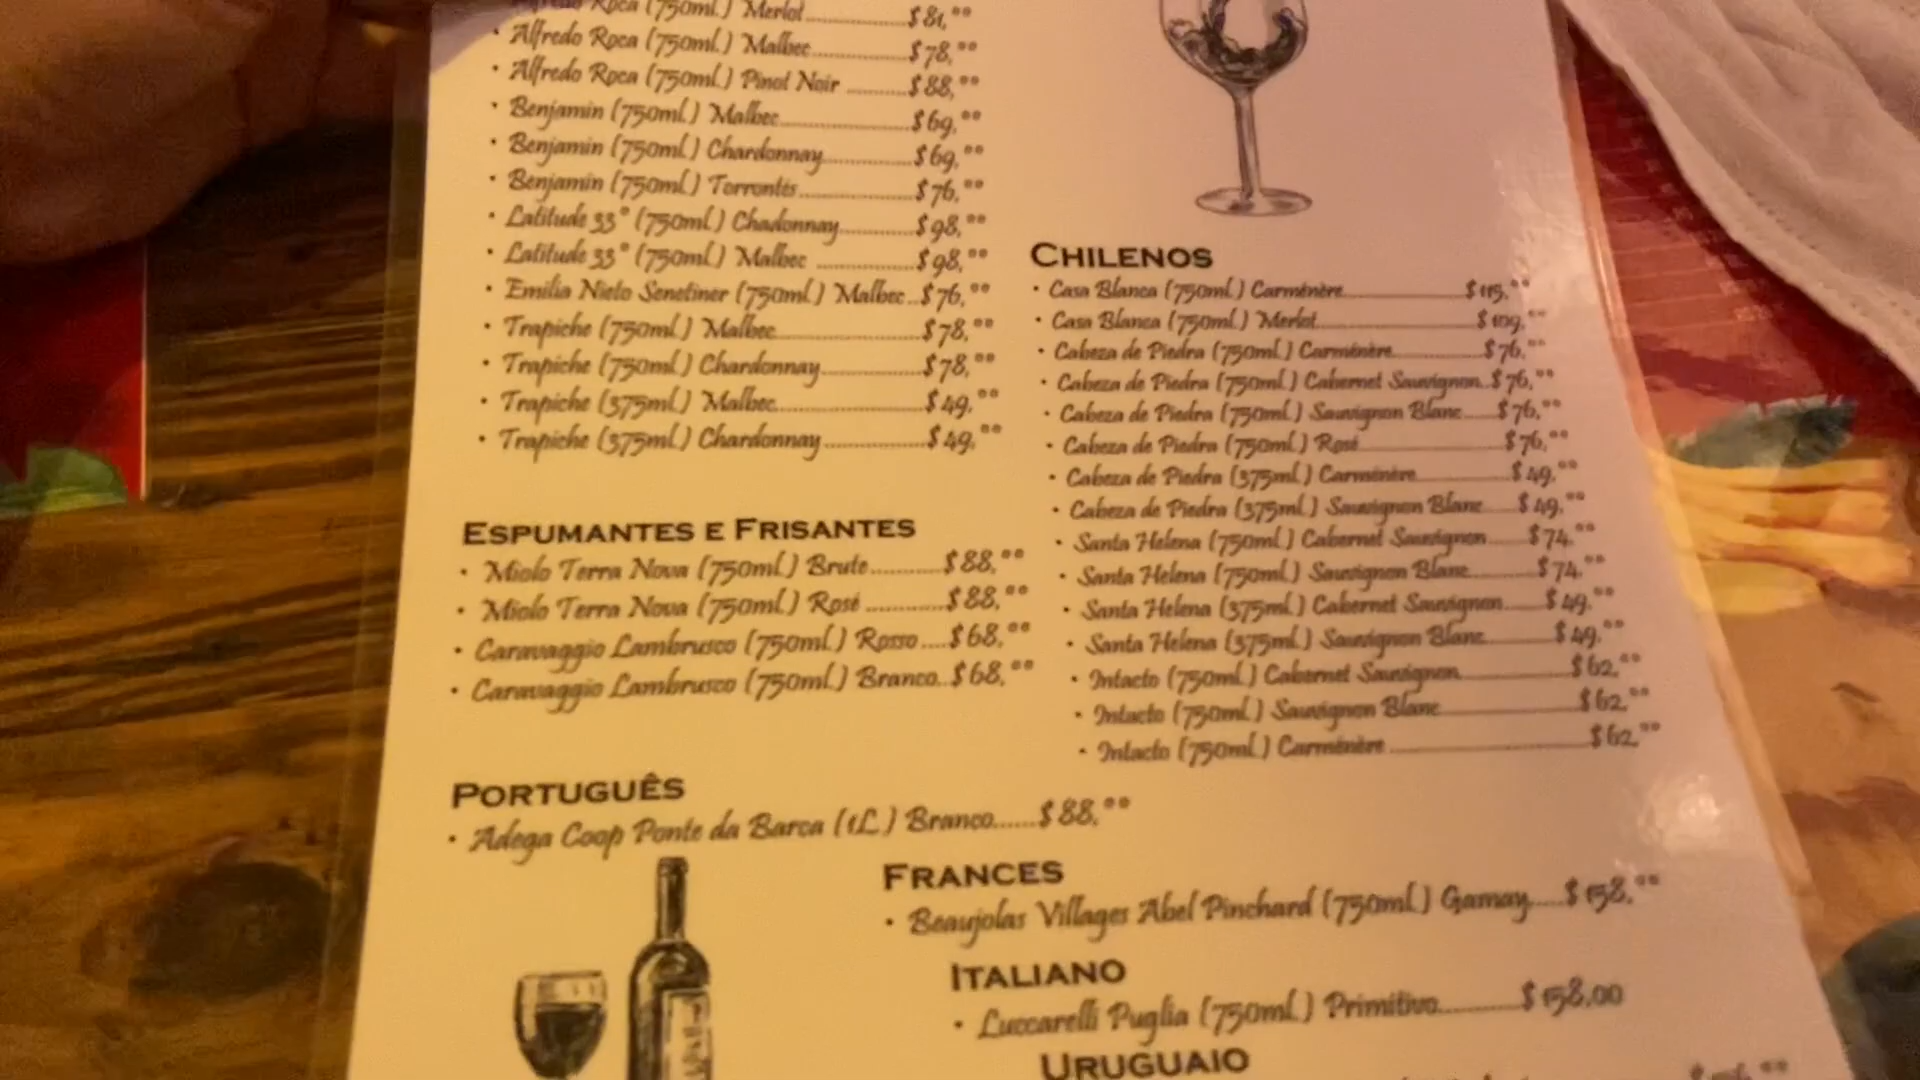 Alfredo Roca (750ml.) Merlot $81,00
• Alfredo Roca (750ml.) Malbec $78,00
• Alfredo Roca (750ml.) Pinot Noir $88,00
• Benjamin (750ml.) Malbec $69,00
• Benjamin (750ml.) Chardonnay $69,00
• Benjamin (750ml.) Torrontés $76,00
• Latitude 33° (750ml.) Chadonnay $98,00
• Latitude 33° (750ml.) Malbec $98,00
• Emilia Nieto Senetiner (750ml.) Malbec $76,00
• Trapiche (750ml.) Malbec $78,00
• Trapiche (750ml.) Chardonnay $78,00
• Trapiche (375ml.) Malbec $49,00
• Trapiche (375ml.) Chardonnay $49,00
ESPUMANTES E FRISANTES
• Miolo Terra Nova (750ml.) Brute $88,00
• Miolo Terra Nova (750ml.) Rosé $88,00
• Caravaggio Lambrusco (750ml.) Rosso $68,00
• Caravaggio Lambrusco (750ml.) Branco $68,00
CHILENOS
• Casa Blanca (750ml.) Carménère $115,00
• Casa Blanca (750ml.) Merlot $109,00
• Cabeza de Piedra (750ml.) Carménère $76,00
• Cabeza de Piedra (750ml.) Cabernet Sauvignon $76,00
• Cabeza de Piedra (750ml.) Sauvignon Blanc $76,00
• Cabeza de Piedra (750ml.) Rosé $76,00
• Cabeza de Piedra (375ml.) Carménère $49,00
• Cabeza de Piedra (375ml.) Sauvignon Blanc $49,00
• Santa Helena (750ml.) Cabernet Sauvignon $74,00
• Santa Helena (750ml.) Sauvignon Blanc $74,00
• Santa Helena (375ml.) Cabernet Sauvignon $49,00
• Santa Helena (375ml.) Sauvignon Blanc $49,00
• Intacto (750ml.) Cabernet Sauvignon $62,00
• Intacto (750ml.) Sauvignon Blanc $62,00
• Intacto (750ml.) Carménère $62,00
PORTUGUÊS
• Adega Coop Ponte da Barca (1L) Branco $88,00
FRANCES
• Beaujolas Villages Abel Pinchard (750ml.) Gamay $158,00
ITALIANO
• Luccarelli Puglia (750ml.) Primitivo $158.00
URUGUAIO